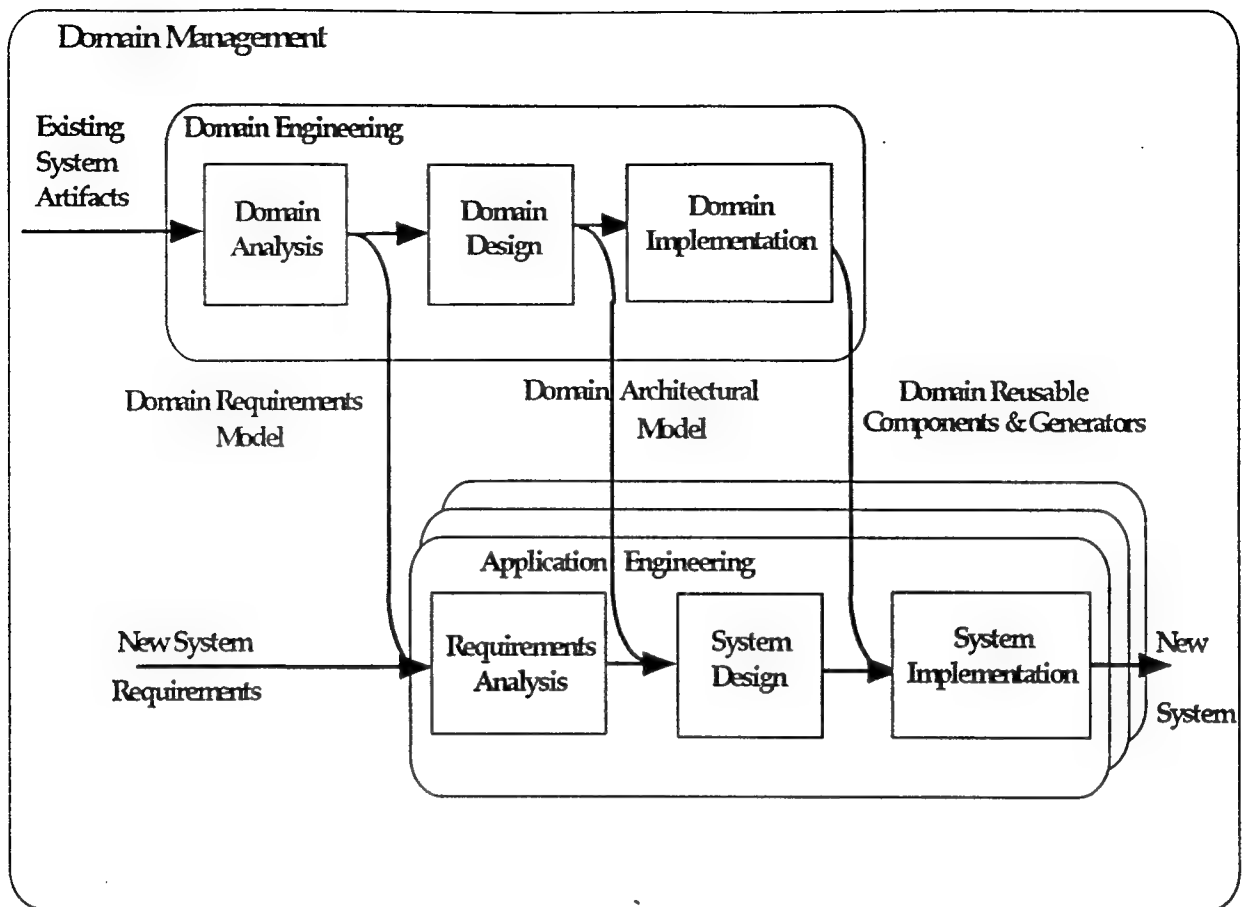 Domain Management
Existing
System
Artifacts
Domain Engineering
Domain
Analysis
Domain
Design
Domain
Implementation
Domain Requirements
Model
Domain Architectural
Model
Domain Reusable
Components & Generators
Application Engineering
New System
Requirements
Requirements
Analysis
System
Design
System
Implementation
New
System